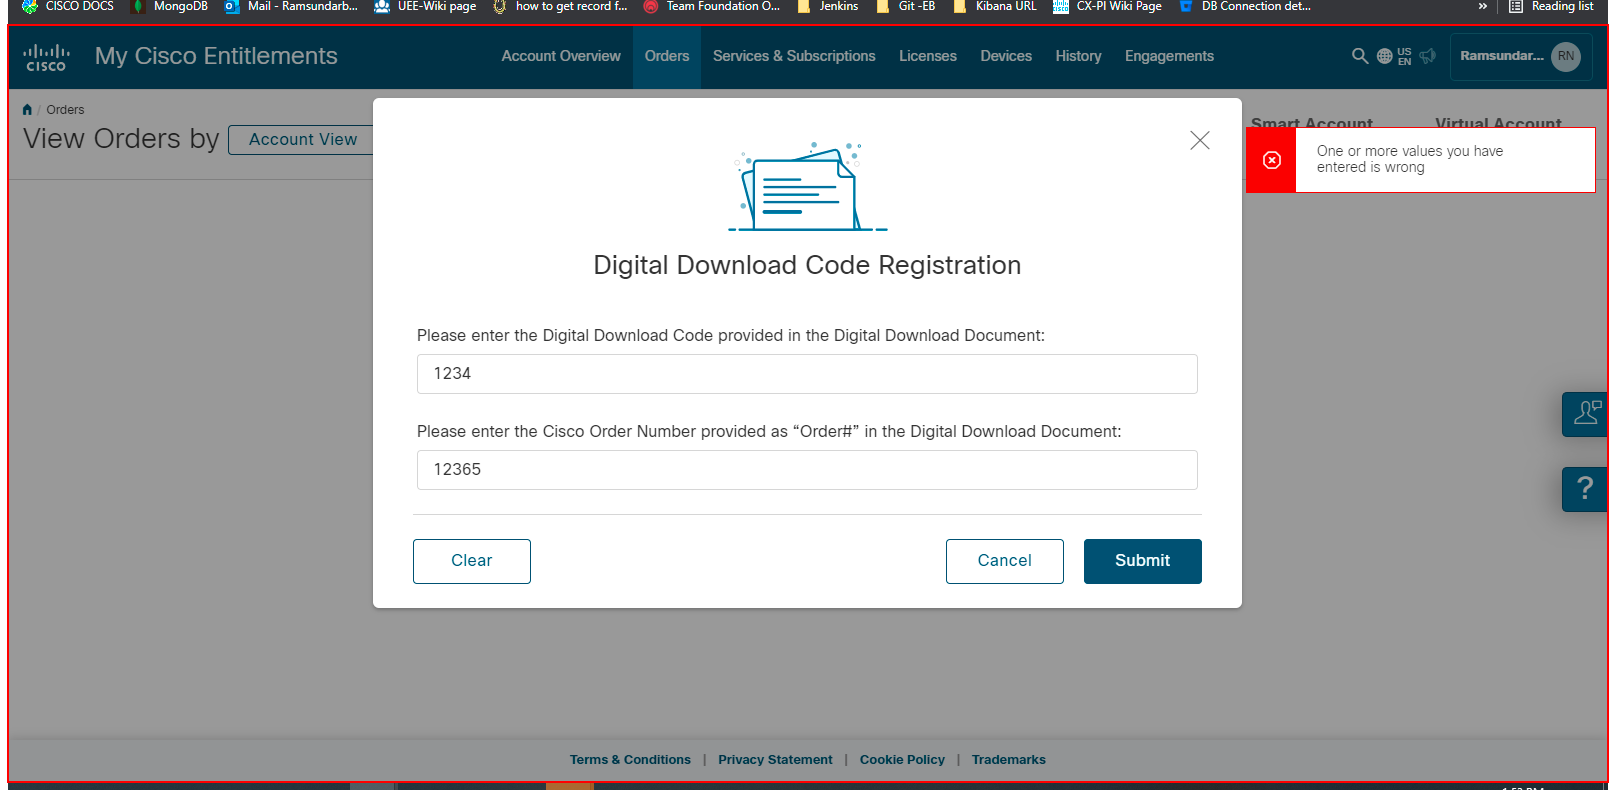 CISCO DOCS MongoDB Mail - Ramsundarb... UEE-Wiki page how to get record f... Team Foundation O... Jenkins Git -EB Kibana URL CX-PI Wiki Page DB Connection det... » Reading list
CISCO My Cisco Entitlements Account Overview Orders Services & Subscriptions Licenses Devices History Engagements US EN Ramsundar... RN
/ Orders
View Orders by Account View
Smart Account Virtual Account
One or more values you have
entered is wrong
Digital Download Code Registration
Please enter the Digital Download Code provided in the Digital Download Document:
1234
Please enter the Cisco Order Number provided as “Order#” in the Digital Download Document:
12365
?
Clear Cancel Submit
Terms & Conditions | Privacy Statement | Cookie Policy | Trademarks